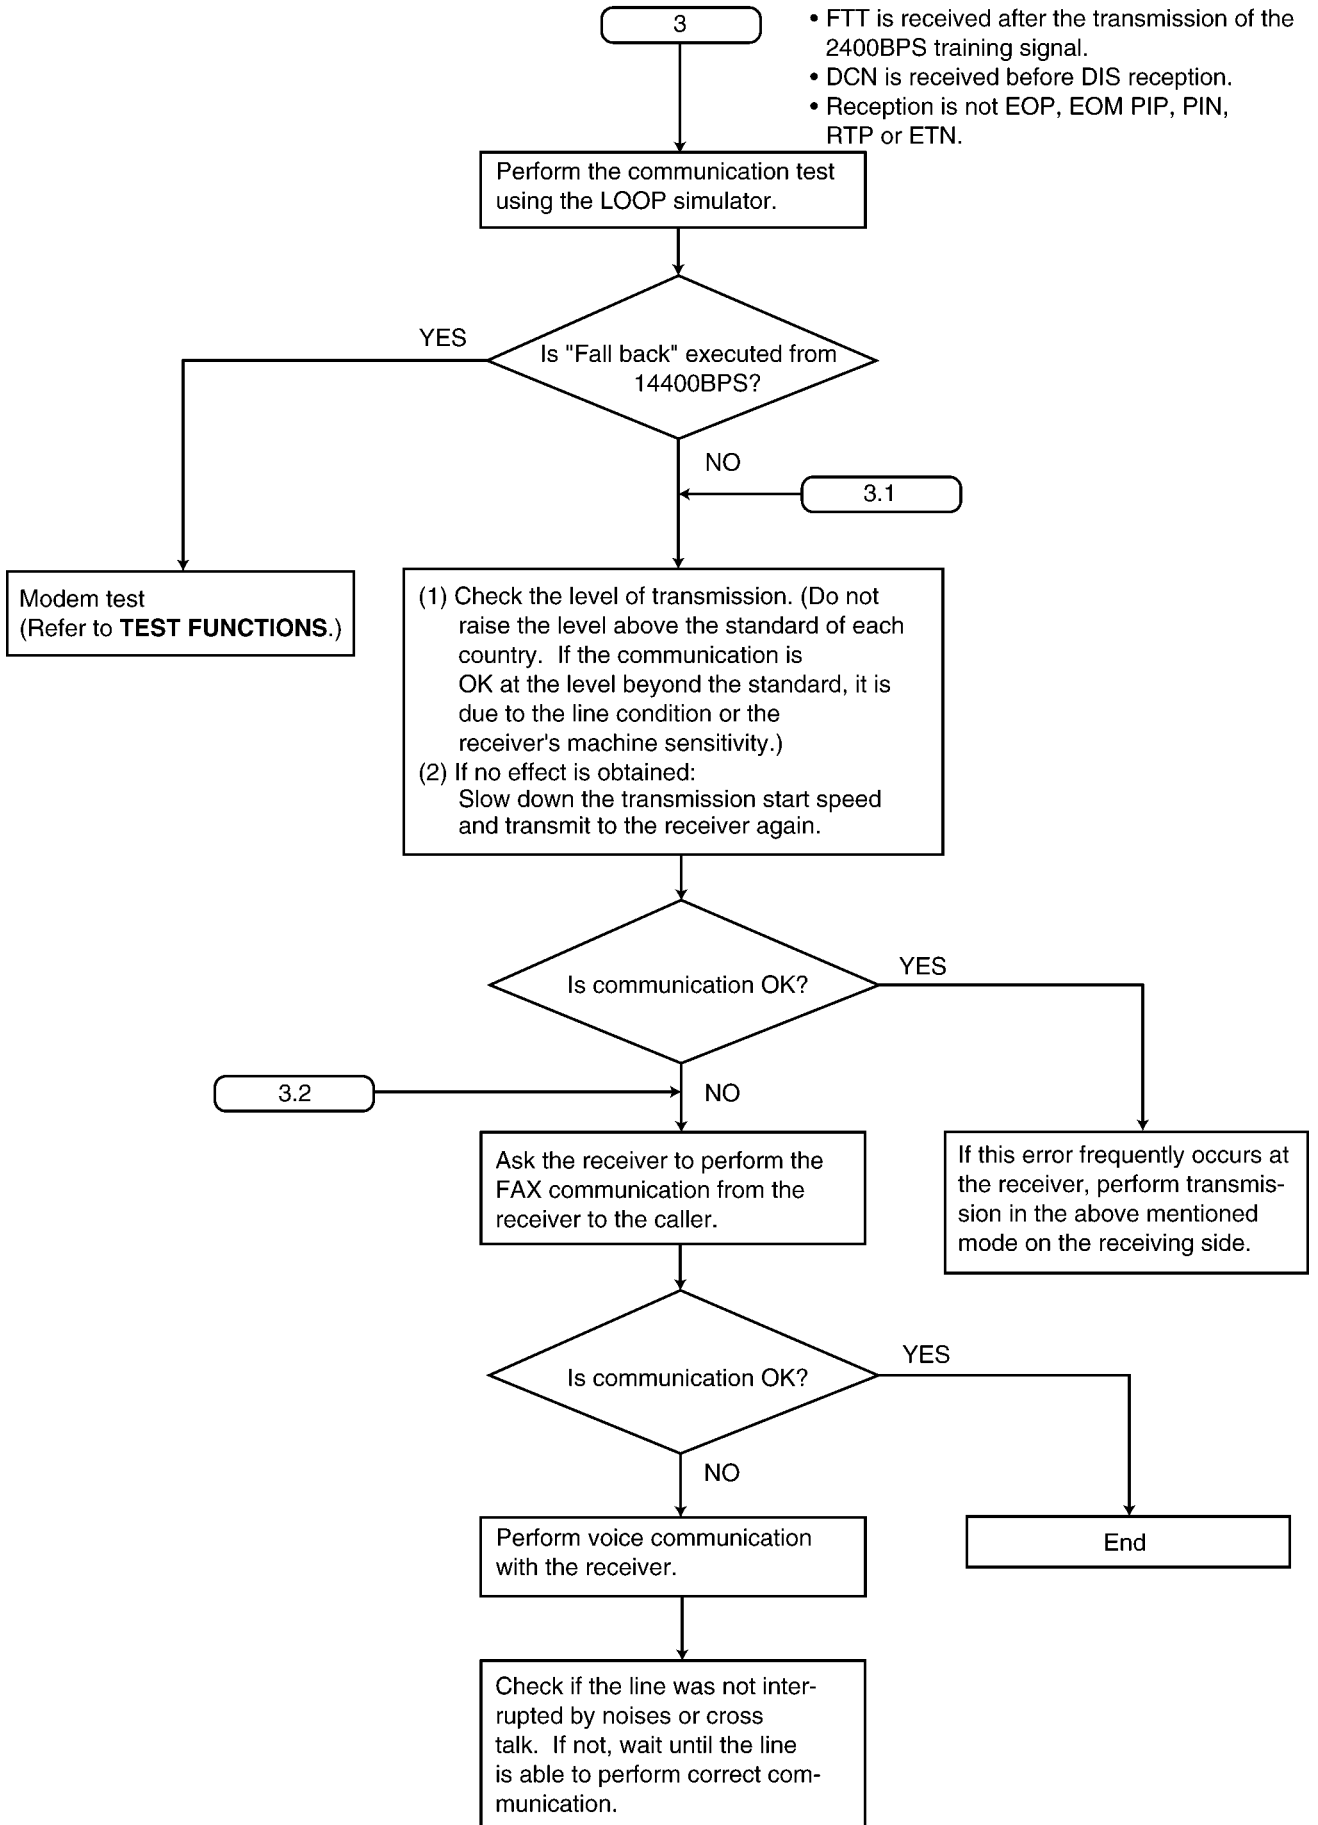 3
• FTT is received after the transmission of the
2400BPS training signal.
• DCN is received before DIS reception.
• Reception is not EOP, EOM PIP, PIN,
RTP or ETN.
Perform the communication test
using the LOOP simulator.
YES
Is "Fall back" executed from
14400BPS?
NO
3.1
Modem test
(Refer to TEST FUNCTIONS.)
(1) Check the level of transmission. (Do not
raise the level above the standard of each
country. If the communication is
OK at the level beyond the standard, it is
due to the line condition or the
receiver's machine sensitivity.)
(2) If no effect is obtained:
Slow down the transmission start speed
and transmit to the receiver again.
Is communication OK?
YES
3.2
NO
Ask the receiver to perform the
FAX communication from the
receiver to the caller.
If this error frequently occurs at
the receiver, perform transmis-
sion in the above mentioned
mode on the receiving side.
Is communication OK?
YES
NO
Perform voice communication
with the receiver.
End
Check if the line was not inter-
rupted by noises or cross
talk. If not, wait until the line
is able to perform correct com-
munication.